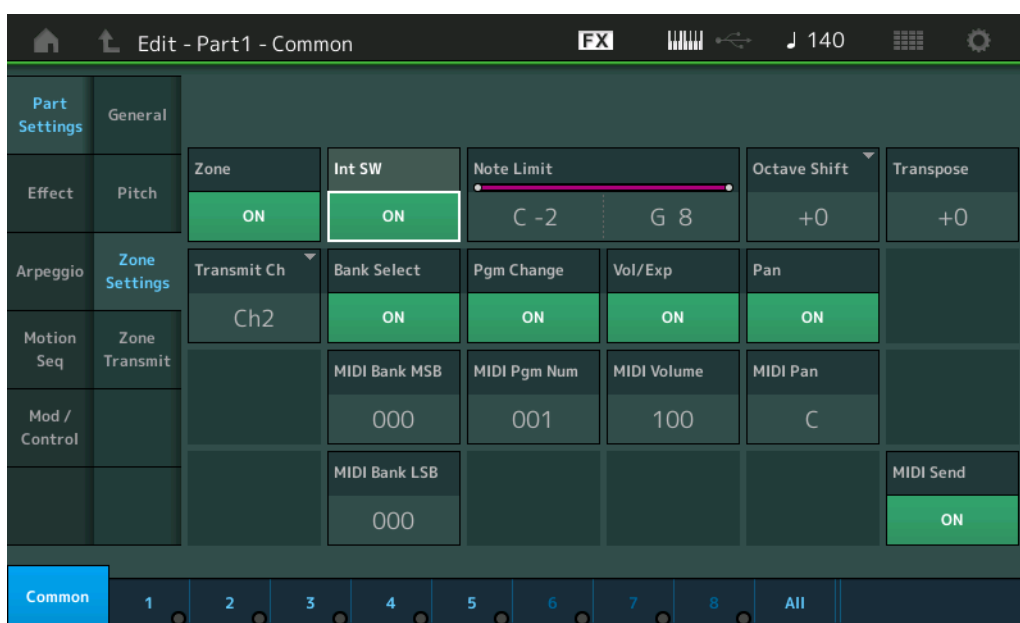 Edit - Part1 - Common
FX
140
Part
Settings
General
Zone
Int SW
Note Limit
Octave Shift
Transpose
Effect
Pitch
ON
ON
C -2
G 8
+0
+0
Arpeggio
Zone
Settings
Transmit Ch
Bank Select
Pgm Change
Vol/Exp
Pan
Ch2
ON
ON
ON
ON
Motion
Seq
Zone
Transmit
MIDI Bank MSB
MIDI Pgm Num
MIDI Volume
MIDI Pan
000
001
100
C
Mod /
Control
MIDI Bank LSB
MIDI Send
000
ON
Common
1
2
3
4
5
6
7
8
All